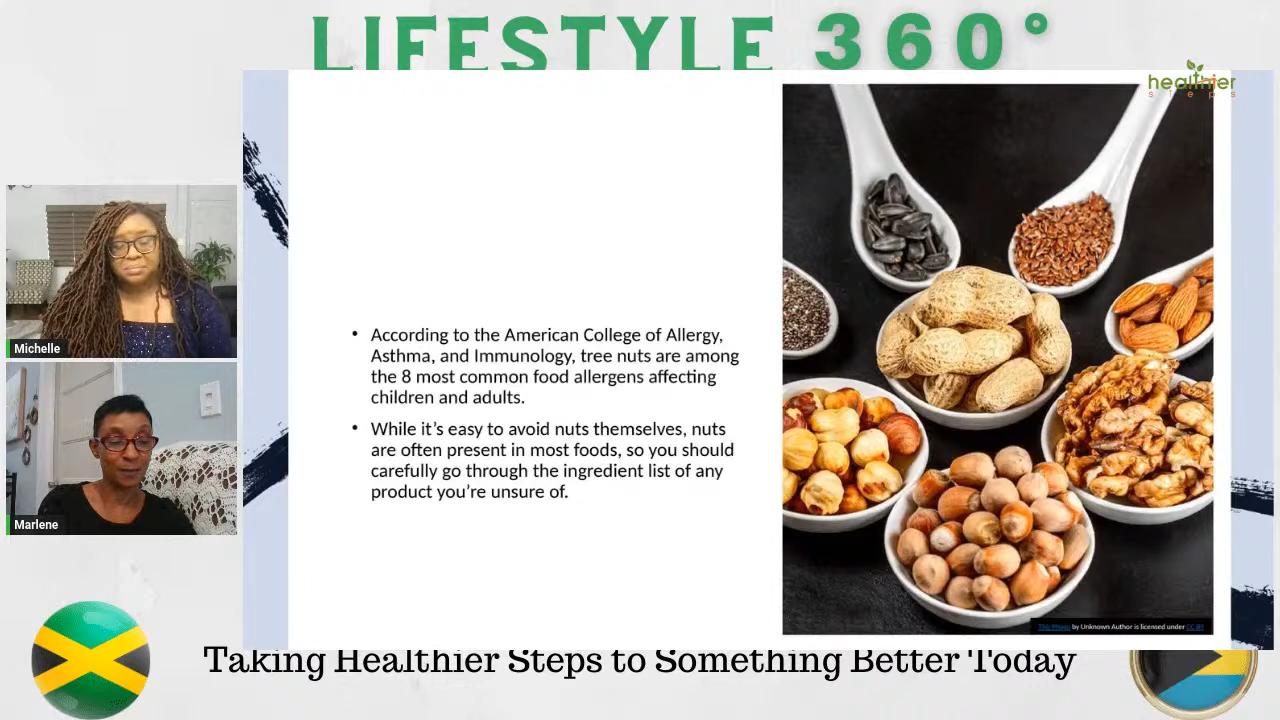 LIFESTYLE 360°
healthier
steps
• According to the American College of Allergy,
Asthma, and Immunology, tree nuts are among
the 8 most common food allergens affecting
children and adults.
• While it's easy to avoid nuts themselves, nuts
are often present in most foods, so you should
carefully go through the ingredient list of any
product you're unsure of.
Michelle
Marlene
This Photo by Unknown Author is licensed under CC BY
Taking Healthier Steps to Something Better Today